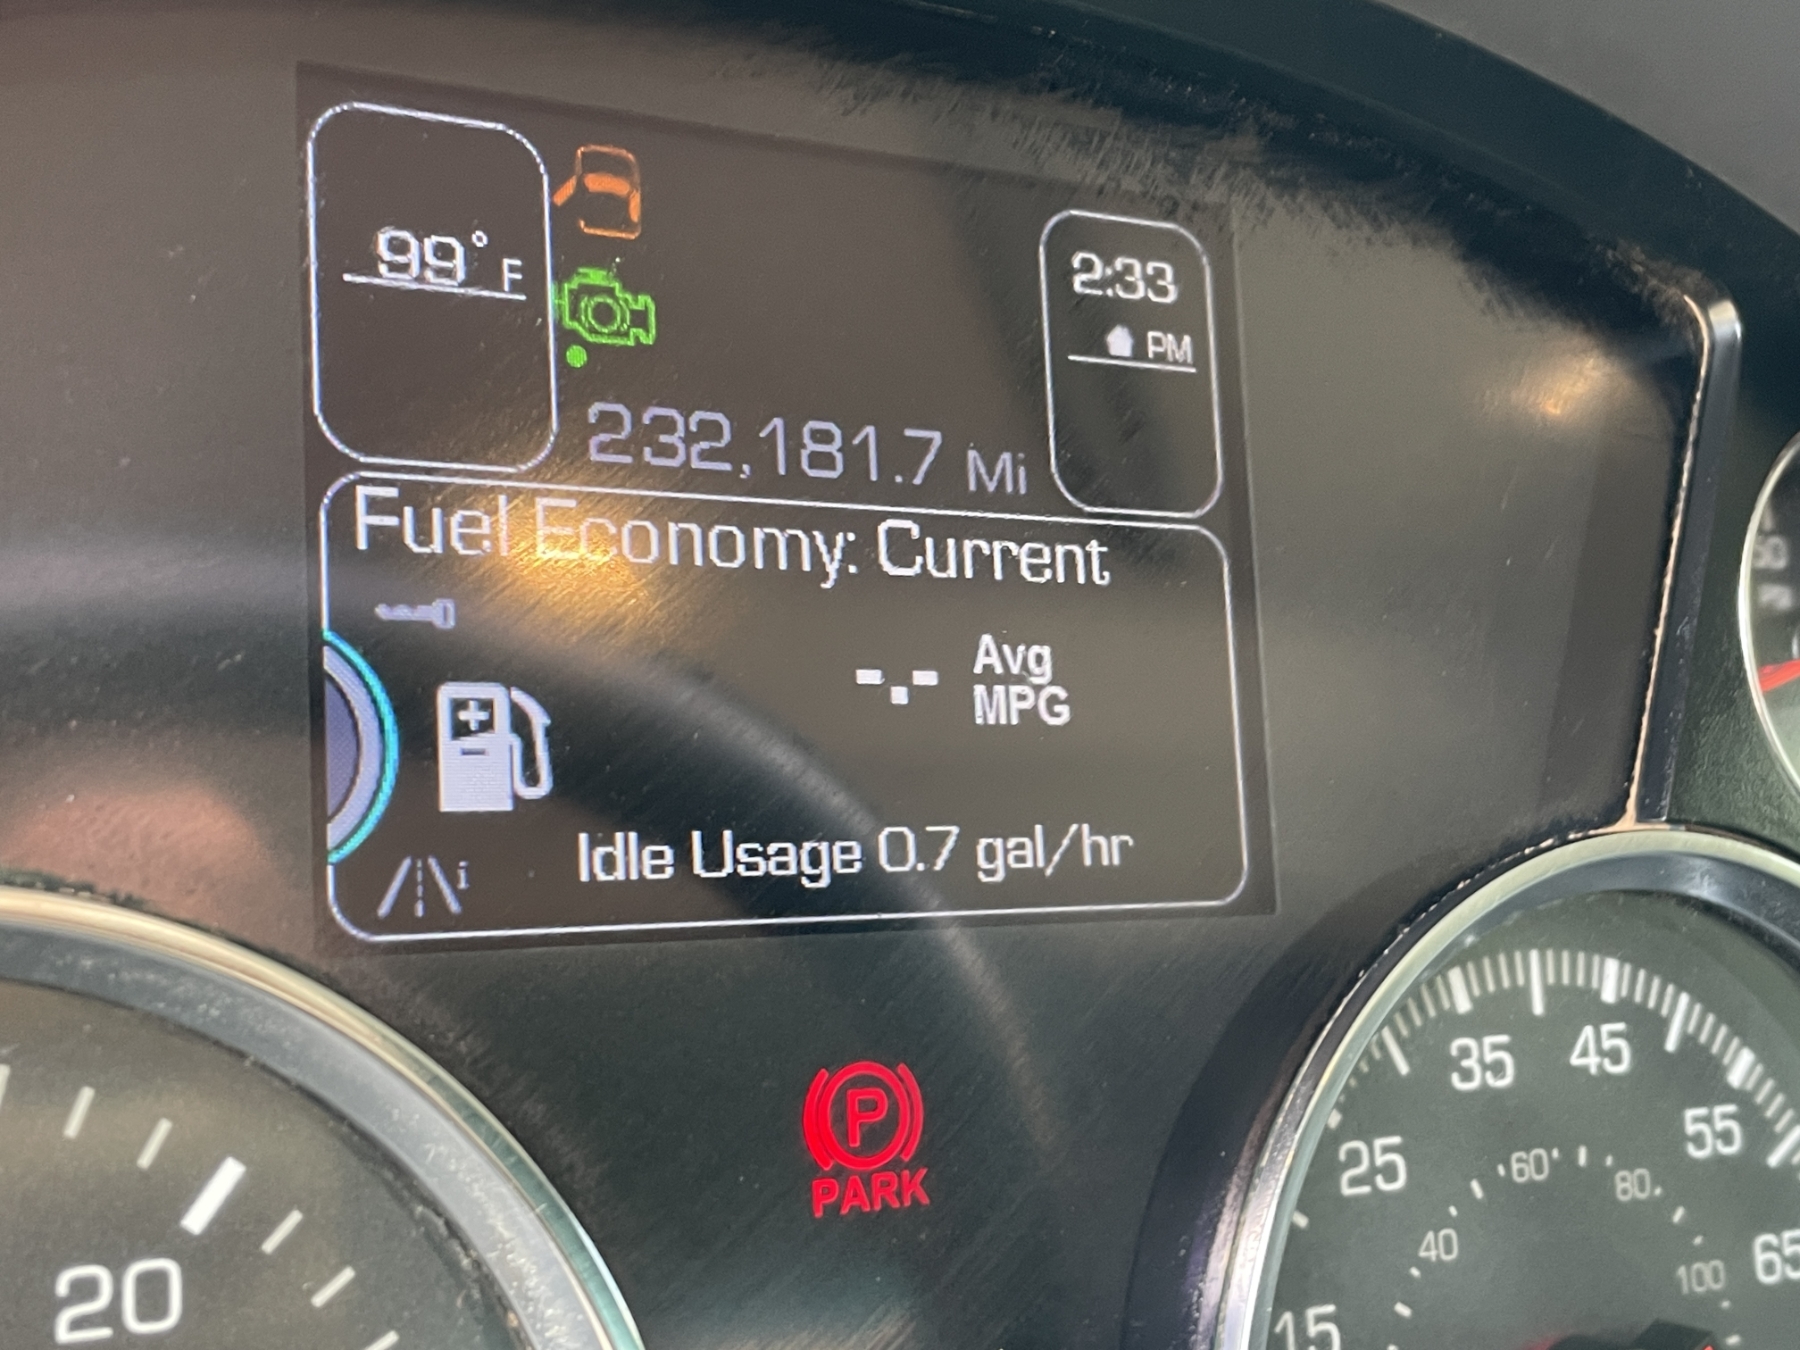 99° F
2:33
PM
232,181.7 Mi
Fuel Economy: Current
-.- Avg
MPG
Idle Usage 0.7 gal/hr
i
P
PARK
20
15
25
35
45
55
65
40
60
80
100